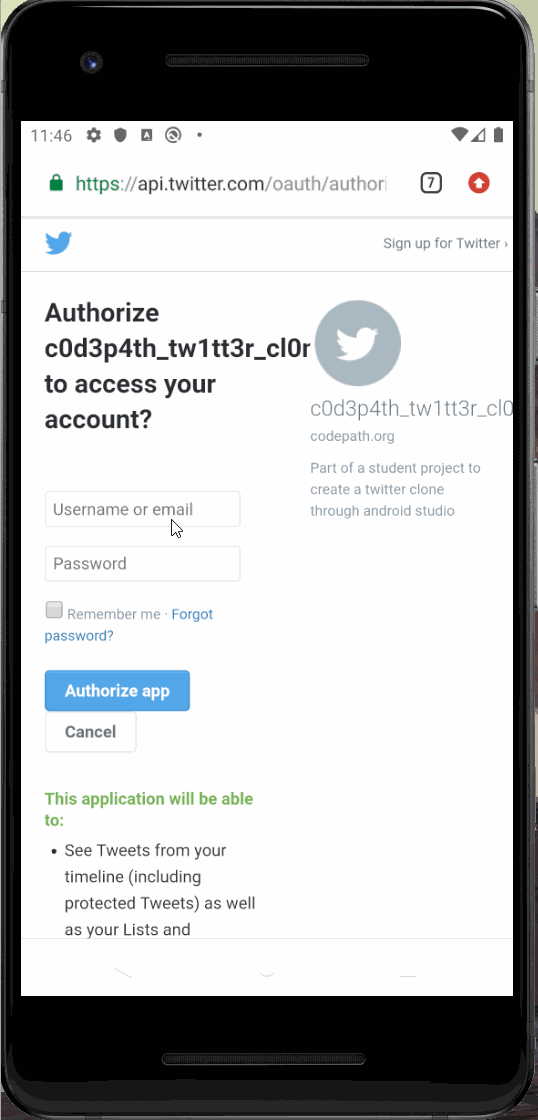 11:46
https://api.twitter.com/oauth/authori
7
Sign up for Twitter ›
Authorize
c0d3p4th_tw1tt3r_cl0r
to access your
account?
c0d3p4th_tw1tt3r_cl0
codepath.org
Part of a student project to
create a twitter clone
through android studio
Username or email
Password
Remember me · Forgot
password?
Authorize app
Cancel
This application will be able
to:
• See Tweets from your
timeline (including
protected Tweets) as well
as your Lists and